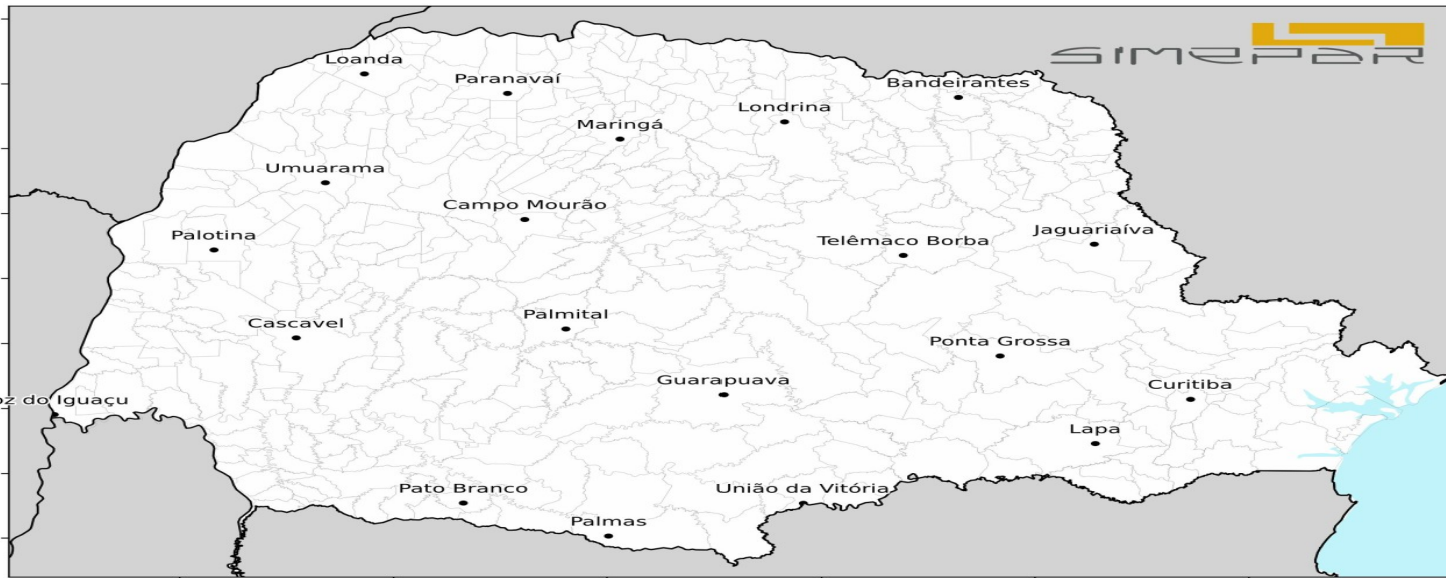 SIMEPAR
Loanda
Paranavaí
Bandeirantes
Londrina
Maringá
Umuarama
Campo Mourão
Palotina
Jaguariaíva
Telêmaco Borba
Cascavel
Palmital
Ponta Grossa
Guarapuava
Curitiba
oz do Iguaçu
Lapa
Pato Branco
União da Vitória
Palmas